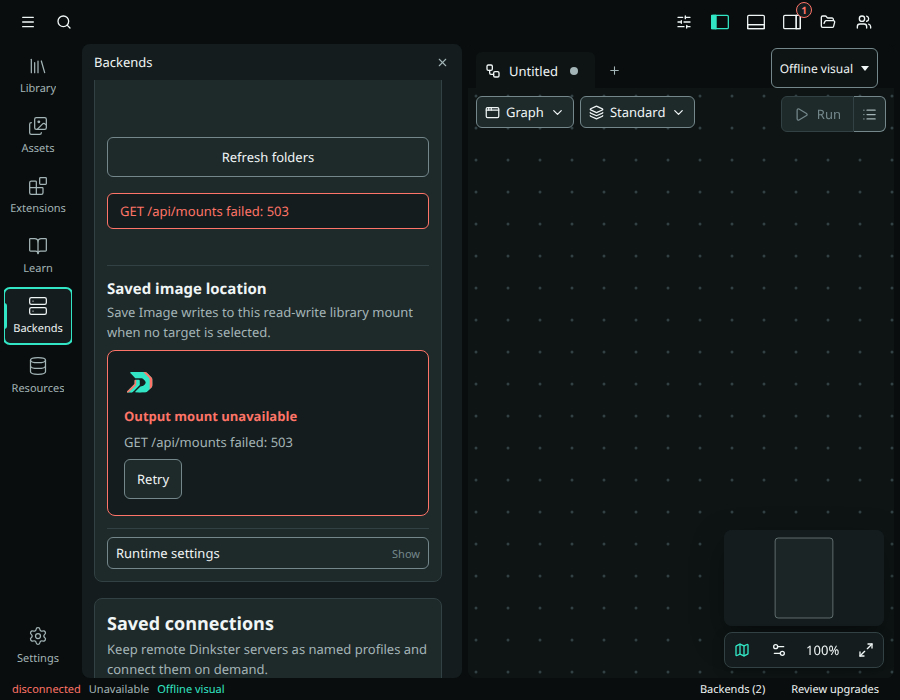 1
Library
Assets
Extensions
Learn
Backends
Resources
Settings
Backends
Refresh folders
GET /api/mounts failed: 503
Saved image location
Save Image writes to this read-write library mount
when no target is selected.
Output mount unavailable
GET /api/mounts failed: 503
Retry
Runtime settings
Show
Saved connections
Keep remote Dinkster servers as named profiles and
connect them on demand.
Untitled
Offline visual
Graph
Standard
Run
100%
disconnected
Unavailable
Offline visual
Backends (2)
Review upgrades